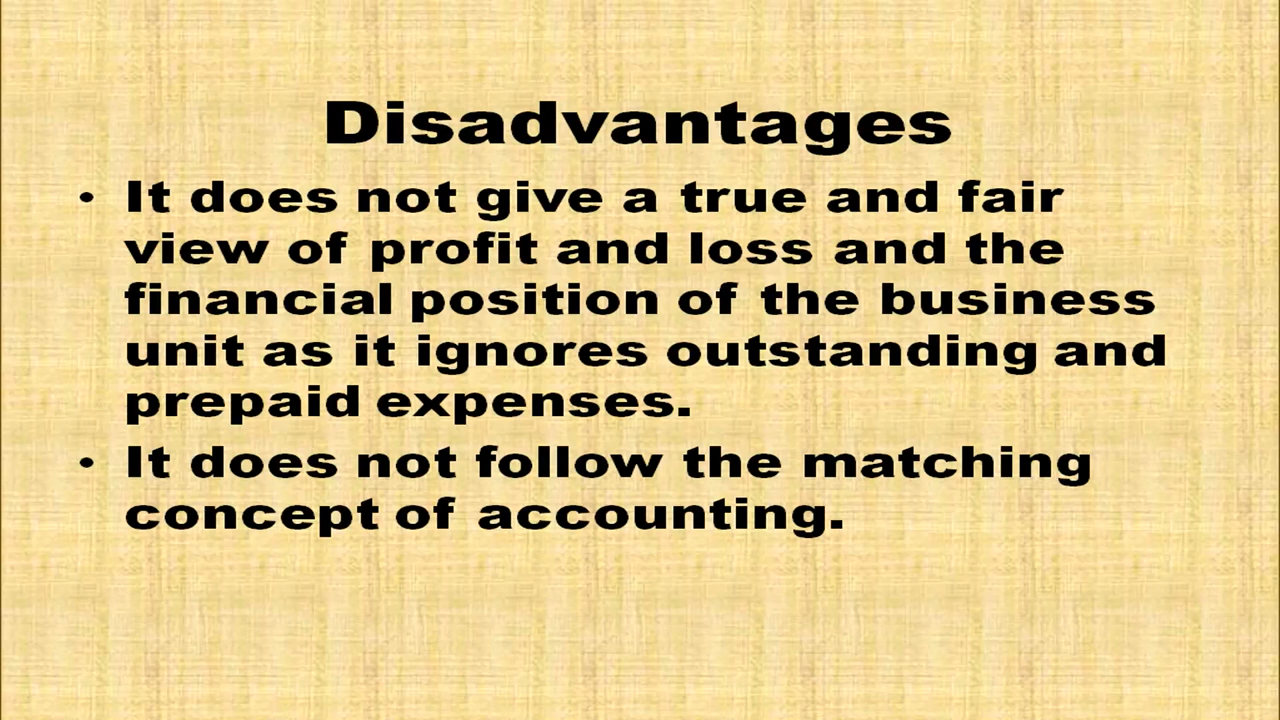 Disadvantages
• It does not give a true and fair
view of profit and loss and the
financial position of the business
unit as it ignores outstanding and
prepaid expenses.
• It does not follow the matching
concept of accounting.